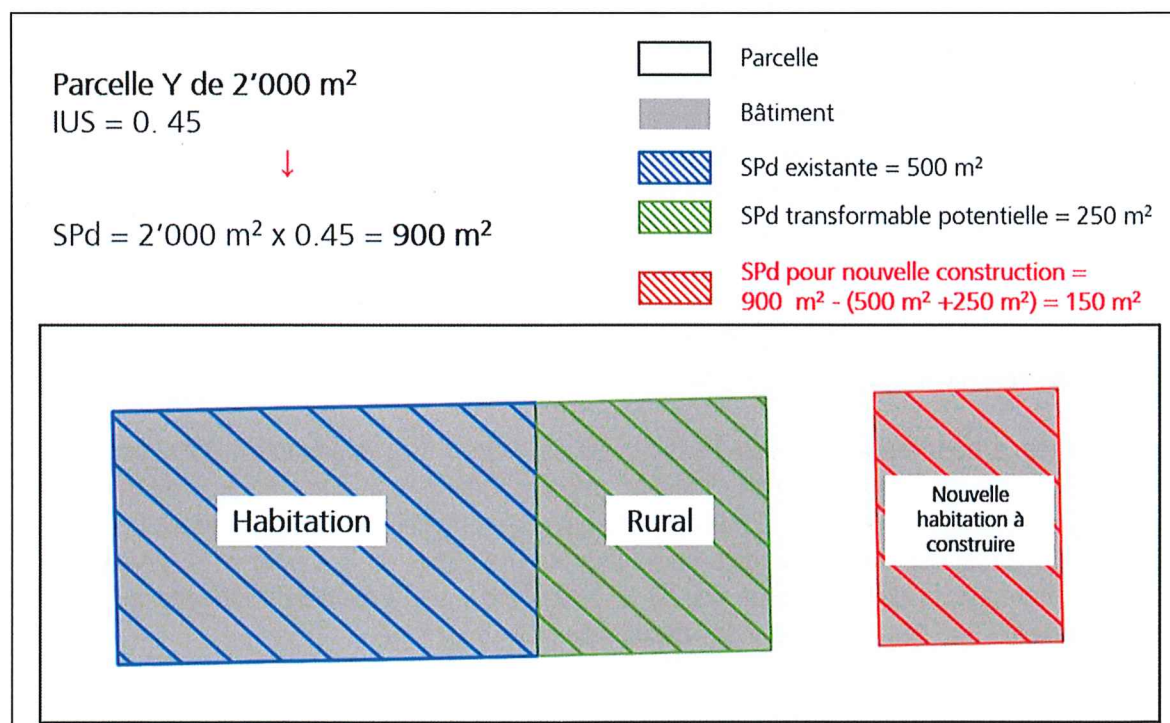 Parcelle Y de 2'000 m²
IUS = 0. 45
↓
SPd = 2'000 m² x 0.45 = 900 m²
Parcelle
Bâtiment
SPd existante = 500 m²
SPd transformable potentielle = 250 m²
SPd pour nouvelle construction =
900 m² - (500 m² +250 m²) = 150 m²
Habitation
Rural
Nouvelle
habitation à
construire